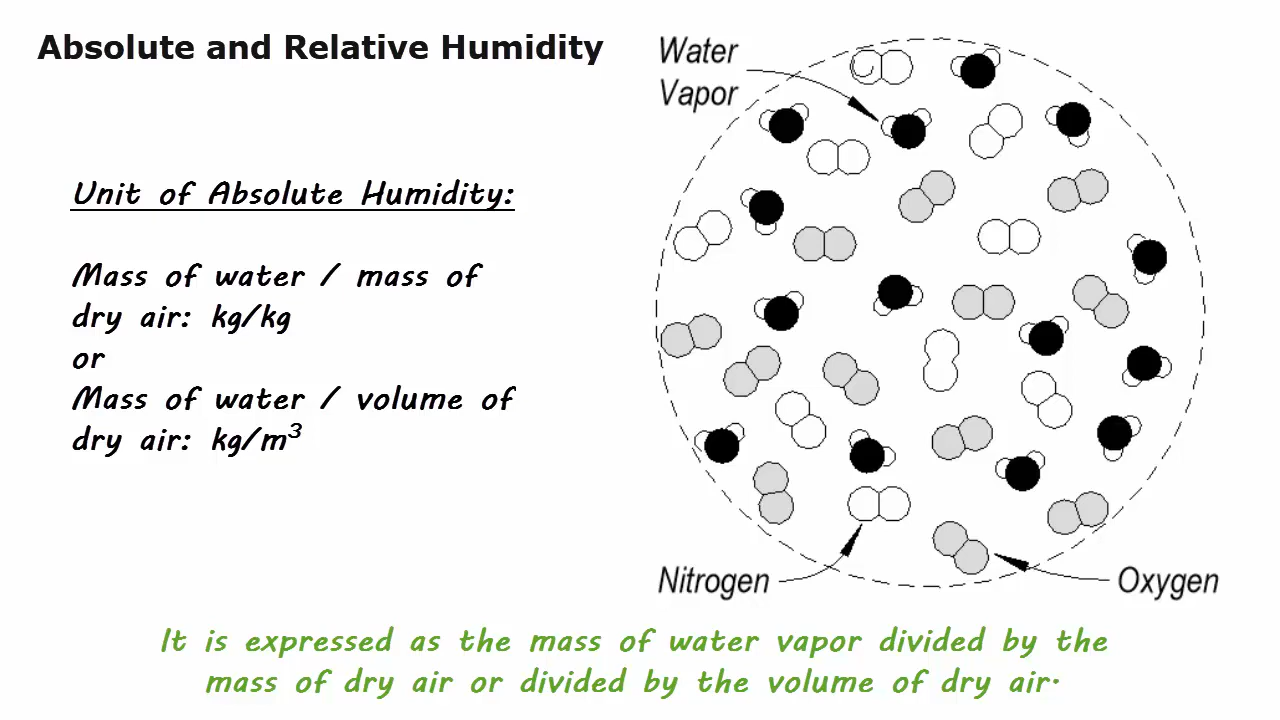 Absolute and Relative Humidity
Water
Vapor
Unit of Absolute Humidity:
Mass of water / mass of
dry air: kg/kg
or
Mass of water / volume of
dry air: kg/m³
Nitrogen
Oxygen
It is expressed as the mass of water vapor divided by the
mass of dry air or divided by the volume of dry air.